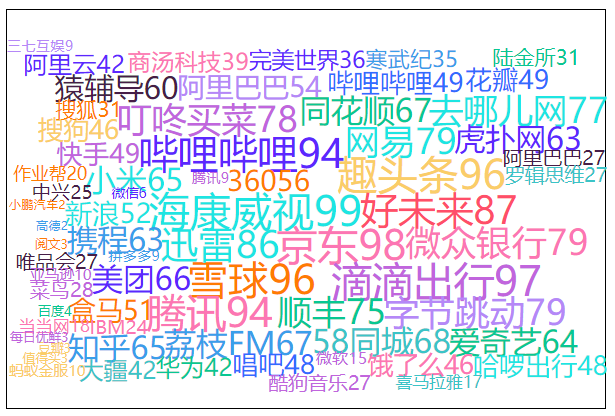 三七互娱9
阿里云42
商汤科技39
完美世界36
寒武纪35
陆金所31
猿辅导60
阿里巴巴54
哔哩哔哩49
花瓣49
搜狐31
叮咚买菜78
同花顺67
去哪儿网77
搜狗46
网易79
虎扑网63
快手49
哔哩哔哩94
阿里巴巴27
作业帮20
小米65
腾讯9
36056
趣头条96
罗辑思维27
中兴25
微信6
小鹏汽车2
新浪52
海康威视99
好未来87
高德2
阅文3
携程63
迅雷86
京东98
微众银行79
唯品会27
拼多多9
亚马逊10
美团66
雪球96
滴滴出行97
菜鸟28
百度4
盒马51
腾讯94
顺丰75
字节跳动79
当当网18
IBM24
每日优鲜3
知乎65
荔枝FM67
58同城68
爱奇艺64
值得买3
蚂蚁金服10
大疆42
华为42
唱吧48
微软15
饿了么46
哈啰出行48
酷狗音乐27
喜马拉雅17